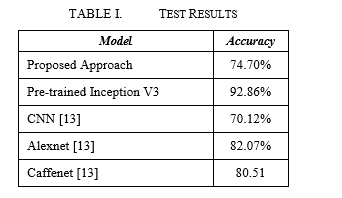 TABLE I. TEST RESULTS
Model Accuracy
Proposed Approach 74.70%
Pre-trained Inception V3 92.86%
CNN [13] 70.12%
Alexnet [13] 82.07%
Caffenet [13] 80.51